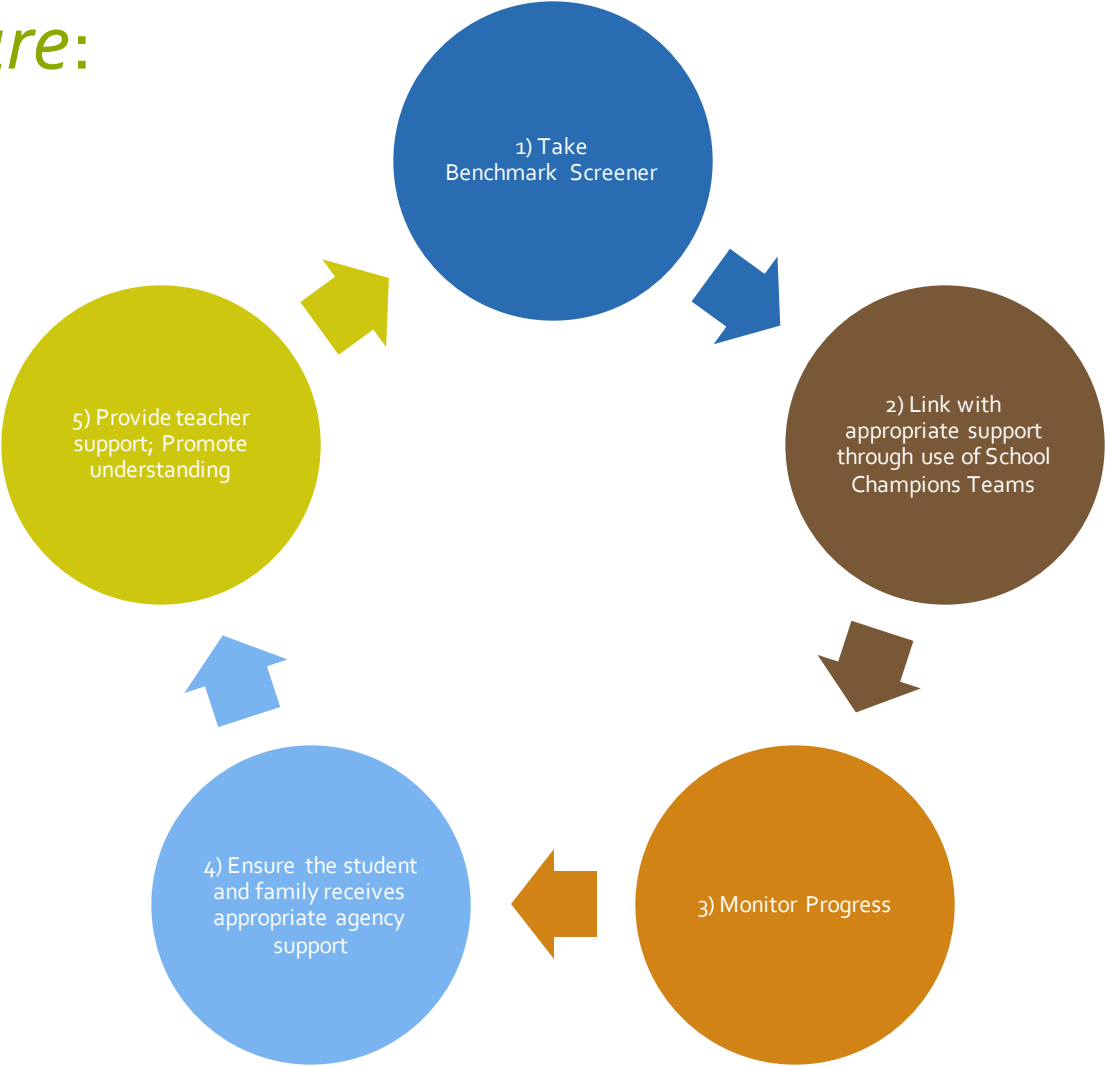 1) Take
Benchmark Screener
2) Link with
appropriate support
through use of School
Champions Teams
3) Monitor Progress
4) Ensure the student
and family receives
appropriate agency
support
5) Provide teacher
support; Promote
understanding